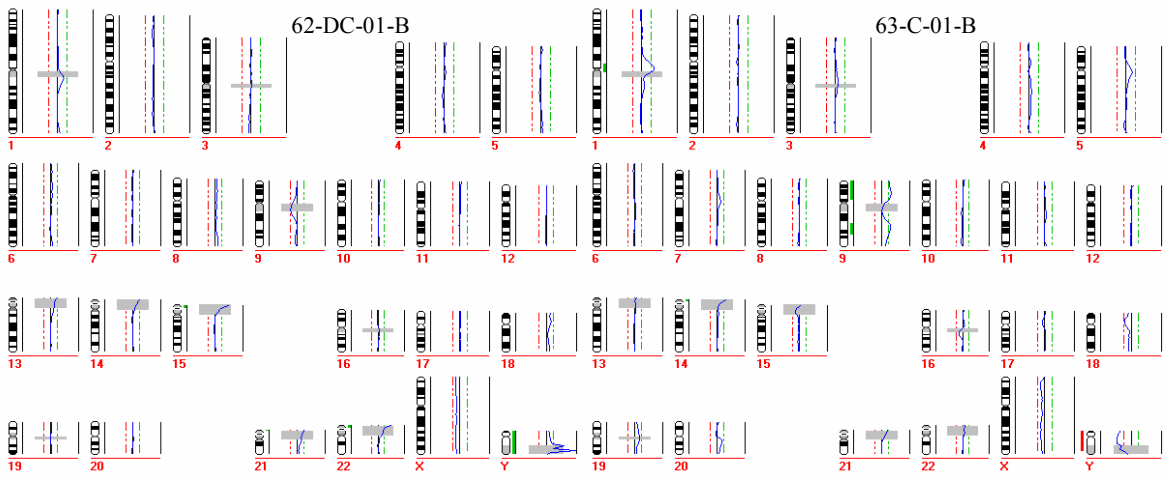 62-DC-01-B 63-C-01-B
1 2 3 4 5 1 2 3 4 5
6 7 8 9 10 11 12 6 7 8 9 10 11 12
13 14 15 16 17 18 13 14 15 16 17 18
19 20 21 22 X Y 19 20 21 22 X Y